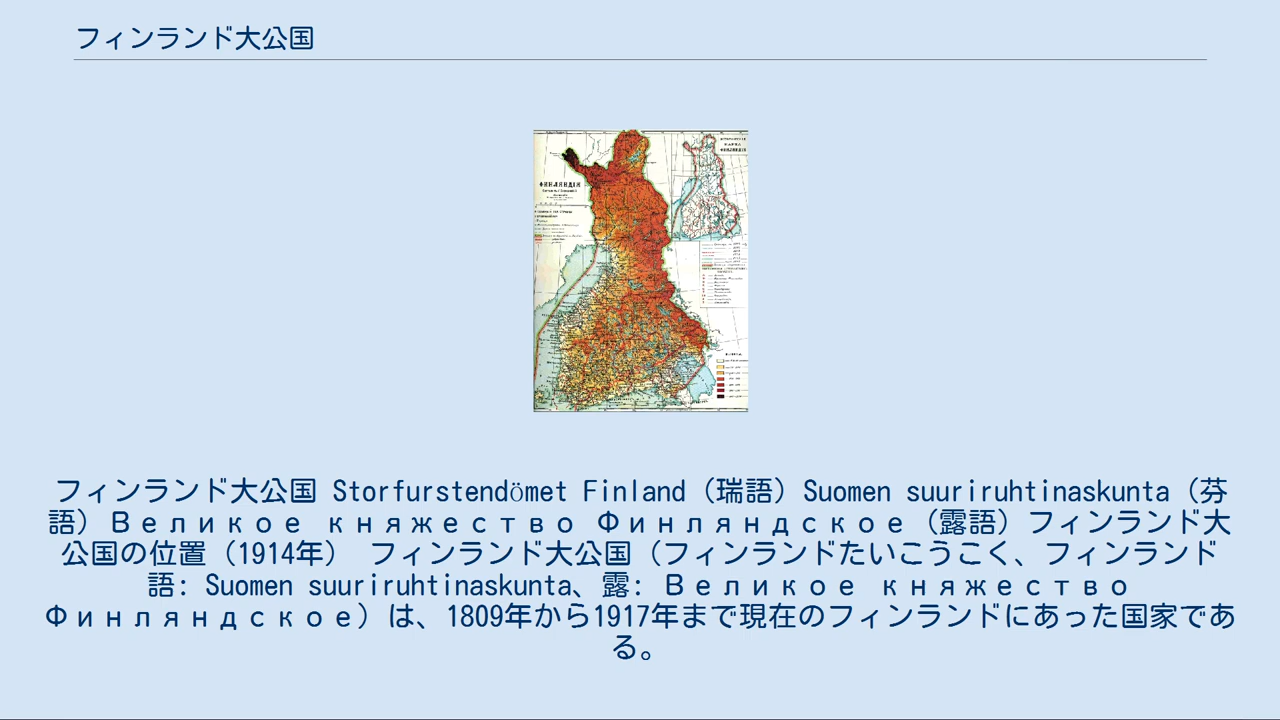 フィンランド大公国
ФИНЛЯНДІЯ
フィンランド大公国 Storfurstendömet Finland（瑞語）Suomen suuriruhtinaskunta（芬
語）Великое княжество Финляндское（露語）フィンランド大
公国の位置（1914年） フィンランド大公国（フィンランドたいこうこく、フィンランド
語: Suomen suuriruhtinaskunta、露: Великое княжество
Финляндское）は、1809年から1917年まで現在のフィンランドにあった国家であ
る。